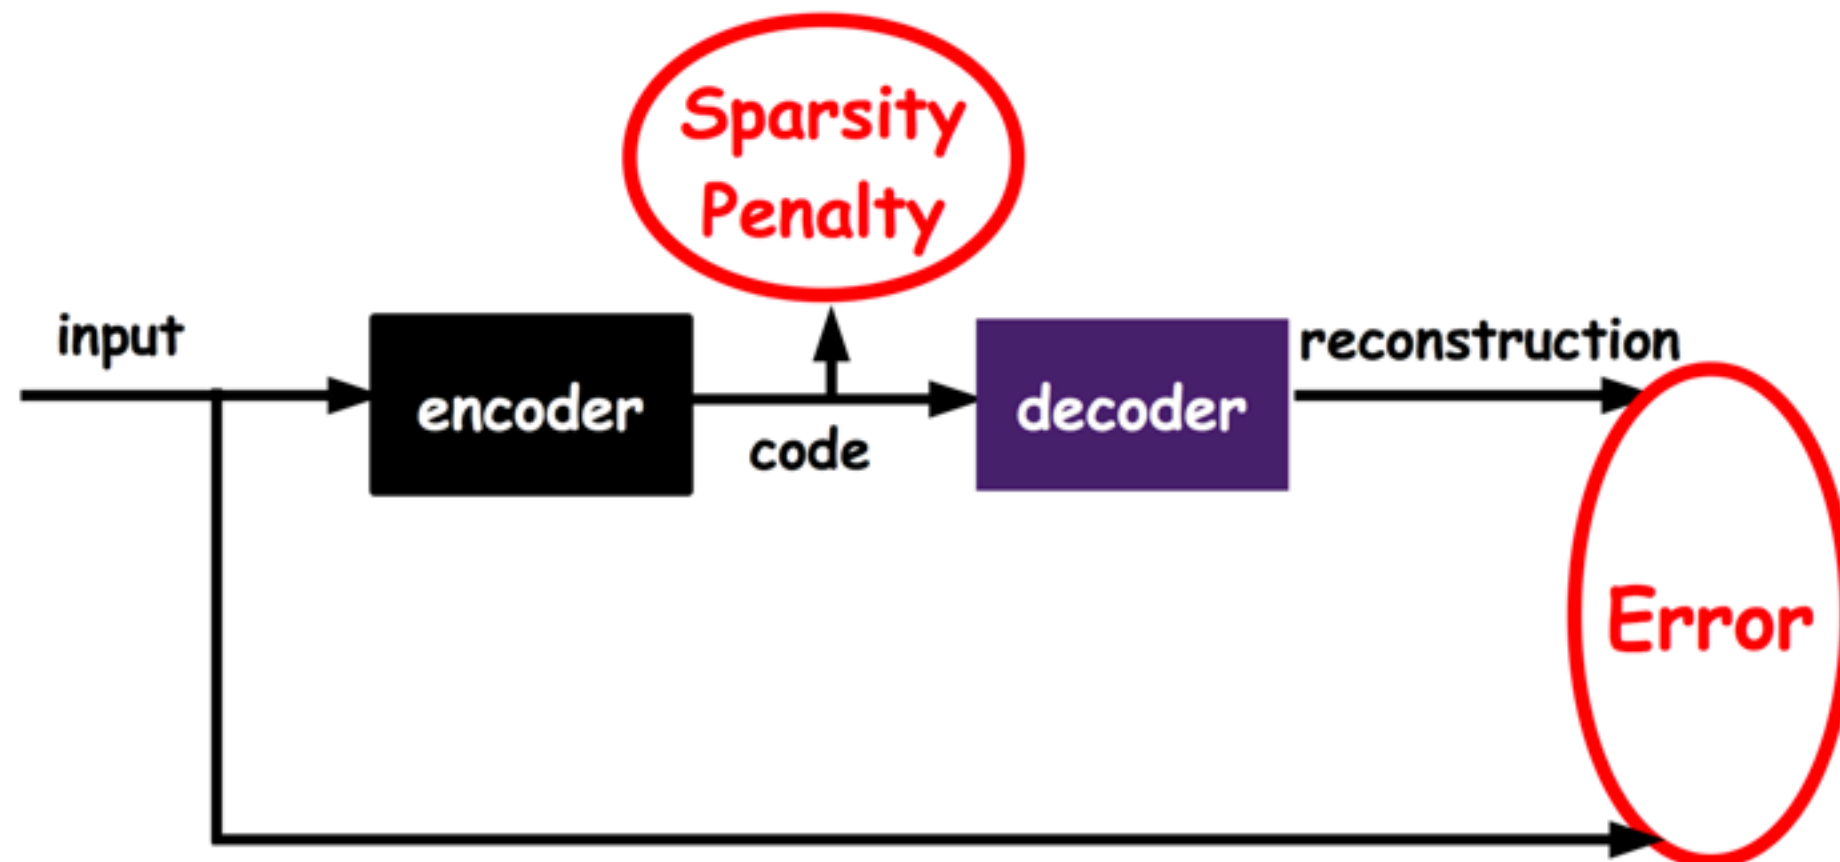 Sparsity
Penalty
input
encoder
code
decoder
reconstruction
Error